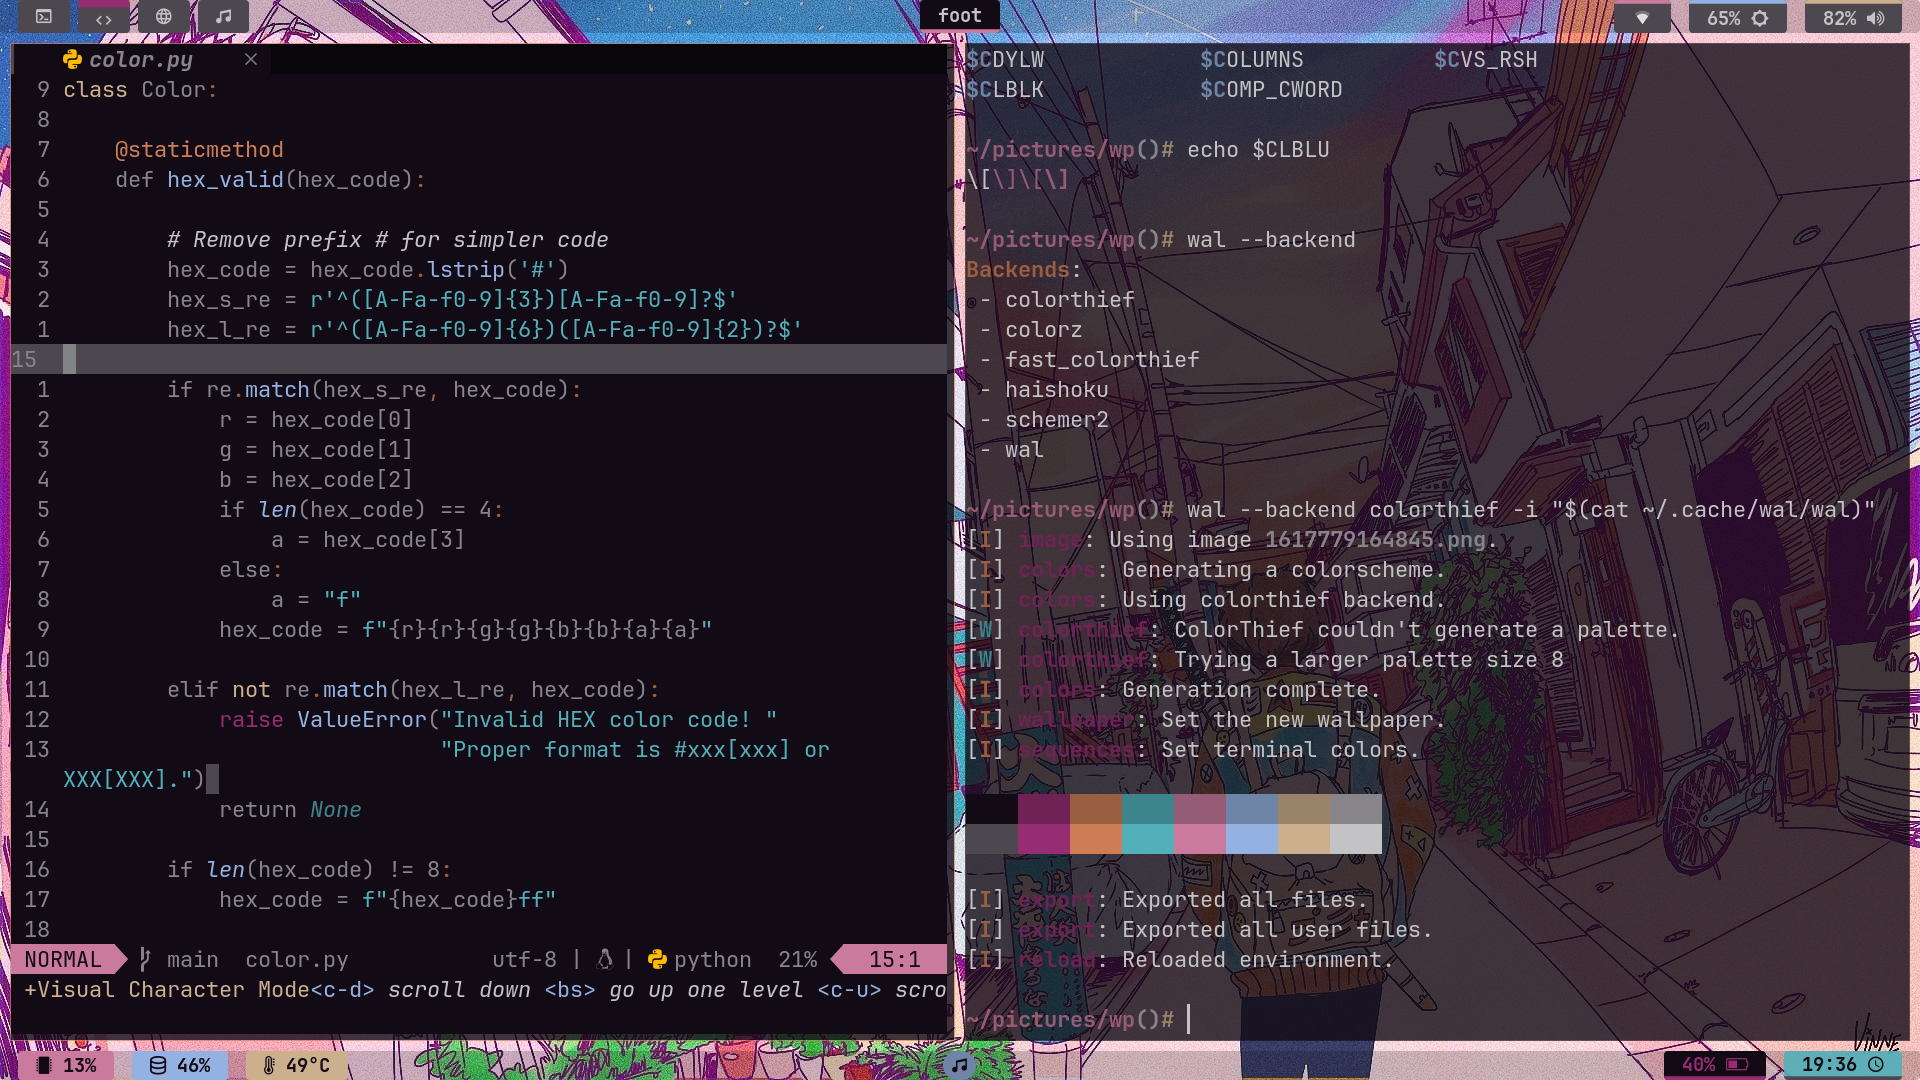 foot
65%
82%
color.py ×
9 class Color:
8
7 @staticmethod
6 def hex_valid(hex_code):
5
4 # Remove prefix # for simpler code
3 hex_code = hex_code.lstrip('#')
2 hex_s_re = r'^([A-Fa-f0-9]{3})[A-Fa-f0-9]?$'
1 hex_l_re = r'^([A-Fa-f0-9]{6})([A-Fa-f0-9]{2})?$'
15
1 if re.match(hex_s_re, hex_code):
2 r = hex_code[0]
3 g = hex_code[1]
4 b = hex_code[2]
5 if len(hex_code) == 4:
6 a = hex_code[3]
7 else:
8 a = "f"
9 hex_code = f"{r}{r}{g}{g}{b}{b}{a}{a}"
10
11 elif not re.match(hex_l_re, hex_code):
12 raise ValueError("Invalid HEX color code! "
13 "Proper format is #xxx[xxx] or
XXX[XXX].")
14 return None
15
16 if len(hex_code) != 8:
17 hex_code = f"{hex_code}ff"
18
NORMAL main color.py utf-8 | | python 21% 15:1
+Visual Character Mode<c-d> scroll down <bs> go up one level <c-u> scro
$CDYLW $COLUMNS $CVS_RSH
$CLBLK $COMP_CWORD
~/pictures/wp()# echo $CLBLU
\[\]\[\]
~/pictures/wp()# wal --backend
Backends:
- colorthief
- colorz
- fast_colorthief
- haishoku
- schemer2
- wal
~/pictures/wp()# wal --backend colorthief -i "$(cat ~/.cache/wal/wal)"
[I] image: Using image 1617779164845.png.
[I] colors: Generating a colorscheme.
[I] colors: Using colorthief backend.
[W] colorthief: ColorThief couldn't generate a palette.
[W] colorthief: Trying a larger palette size 8
[I] colors: Generation complete.
[I] wallpaper: Set the new wallpaper.
[I] sequences: Set terminal colors.
[I] export: Exported all files.
[I] export: Exported all user files.
[I] reload: Reloaded environment.
~/pictures/wp()#
VINNE
13%
46%
49°C
40%
19:36